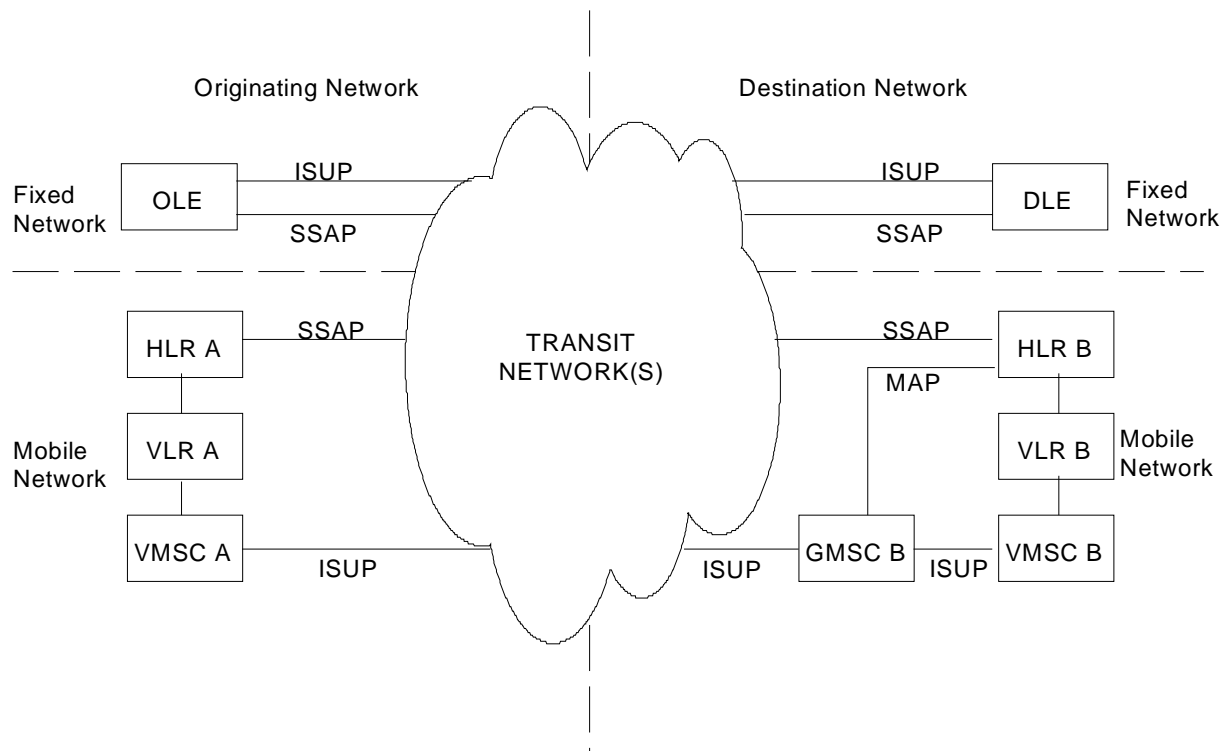 Originating Network
Destination Network
ISUP
ISUP
Fixed
Network
OLE
DLE
Fixed
Network
SSAP
SSAP
HLR A
SSAP
TRANSIT
NETWORK(S)
SSAP
HLR B
MAP
Mobile
Network
VLR A
VLR B
Mobile
Network
VMSC A
ISUP
ISUP
GMSC B
ISUP
VMSC B